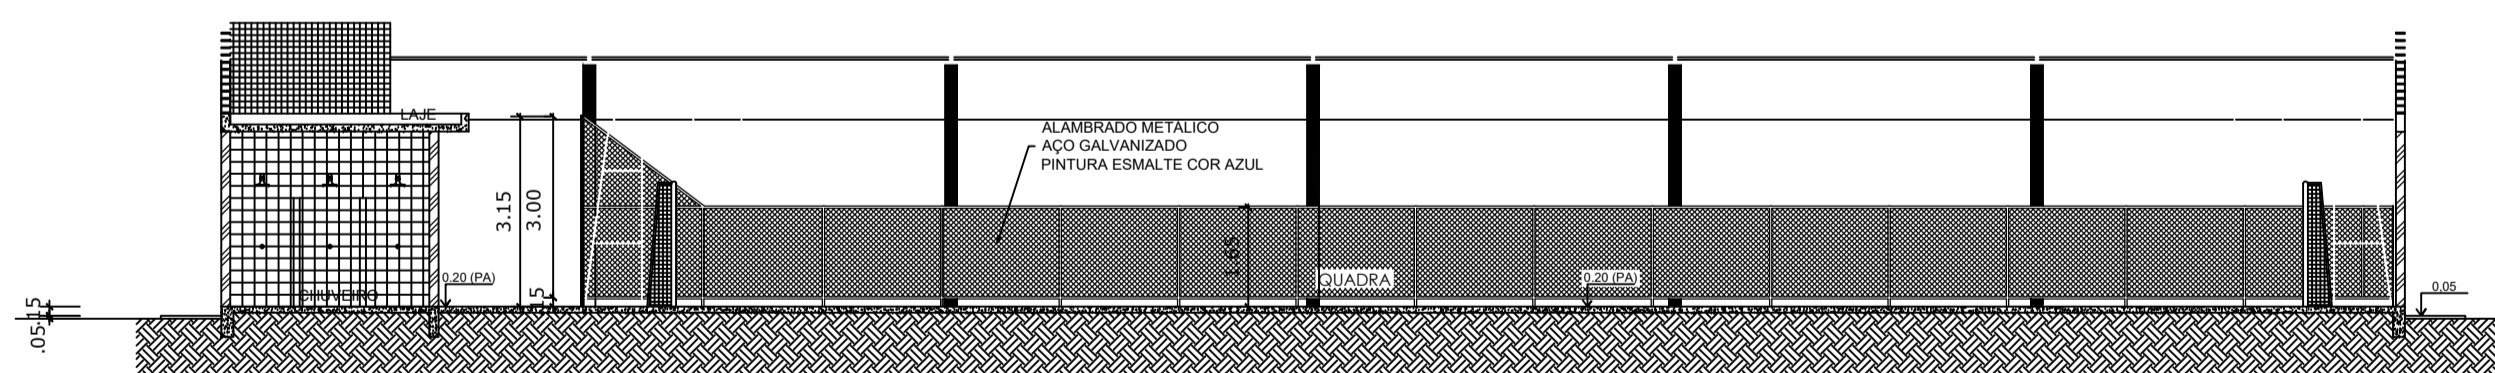 LAJE
ALAMBRADO METÁLICO
AÇO GALVANIZADO
PINTURA ESMALTE COR AZUL
3.15
3.00
1.65
0.20 (PA)
QUADRA
0.20 (PA)
0,05
CHUVEIRO
15
.15
.05